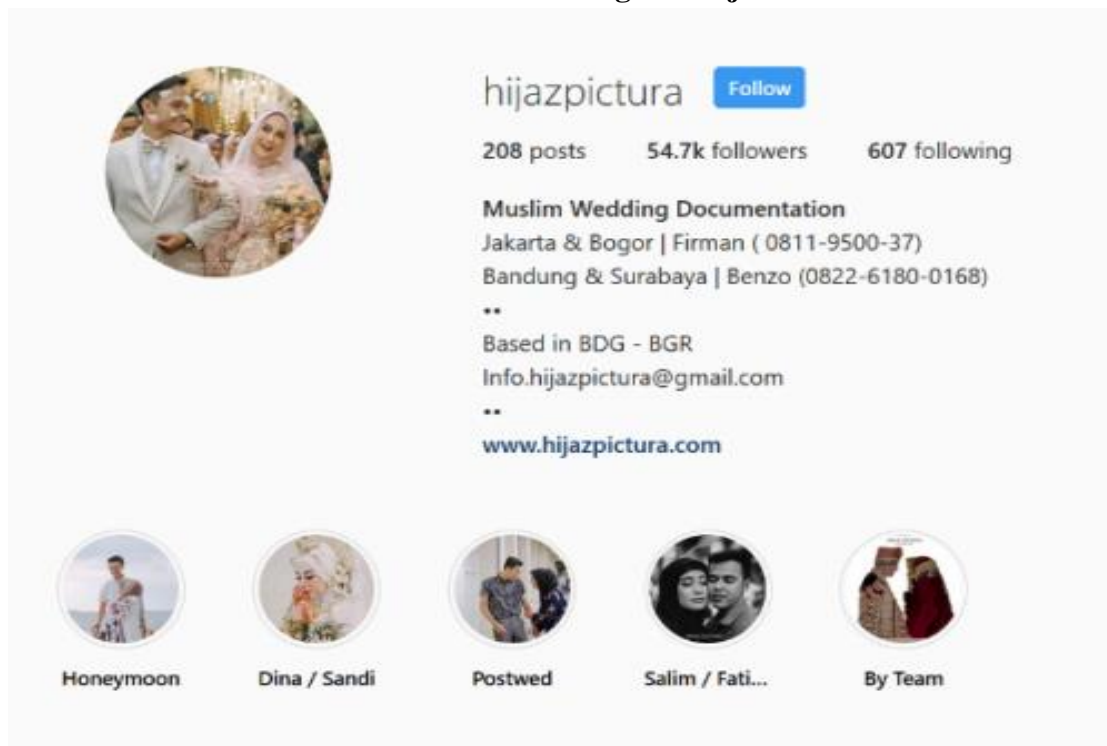 hijazpictura Follow
208 posts 54.7k followers 607 following
Muslim Wedding Documentation
Jakarta & Bogor | Firman ( 0811-9500-37)
Bandung & Surabaya | Benzo (0822-6180-0168)
••
Based in BDG - BGR
Info.hijazpictura@gmail.com
••
www.hijazpictura.com
Honeymoon Dina / Sandi Postwed Salim / Fati... By Team